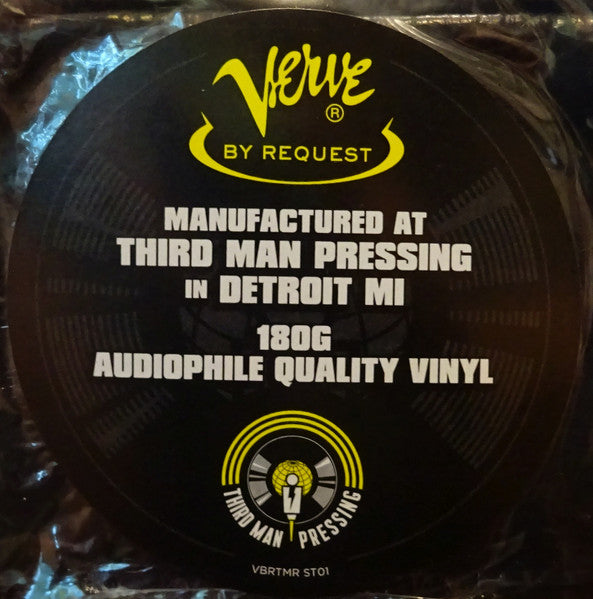 Verve®
BY REQUEST
MANUFACTURED AT
THIRD MAN PRESSING
IN DETROIT MI
180G
AUDIOPHILE QUALITY VINYL
THIRD MAN PRESSING
VBRTMR ST01